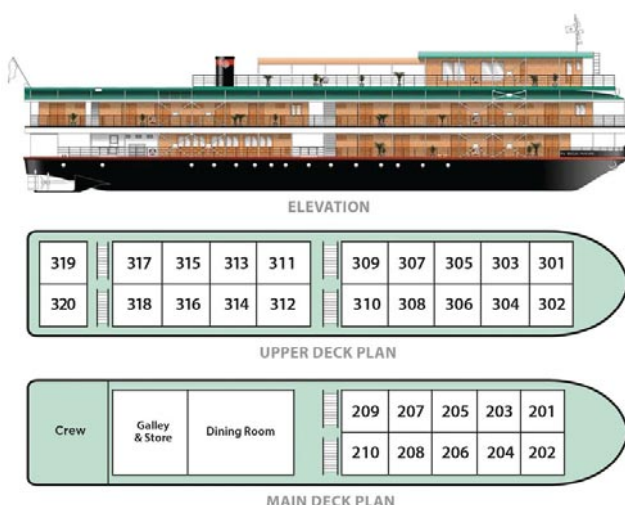 ELEVATION
319 317 315 313 311 309 307 305 303 301
320 318 316 314 312 310 308 306 304 302
UPPER DECK PLAN
Crew
Galley
& Store
Dining Room
209 207 205 203 201
210 208 206 204 202
MAIN DECK PLAN